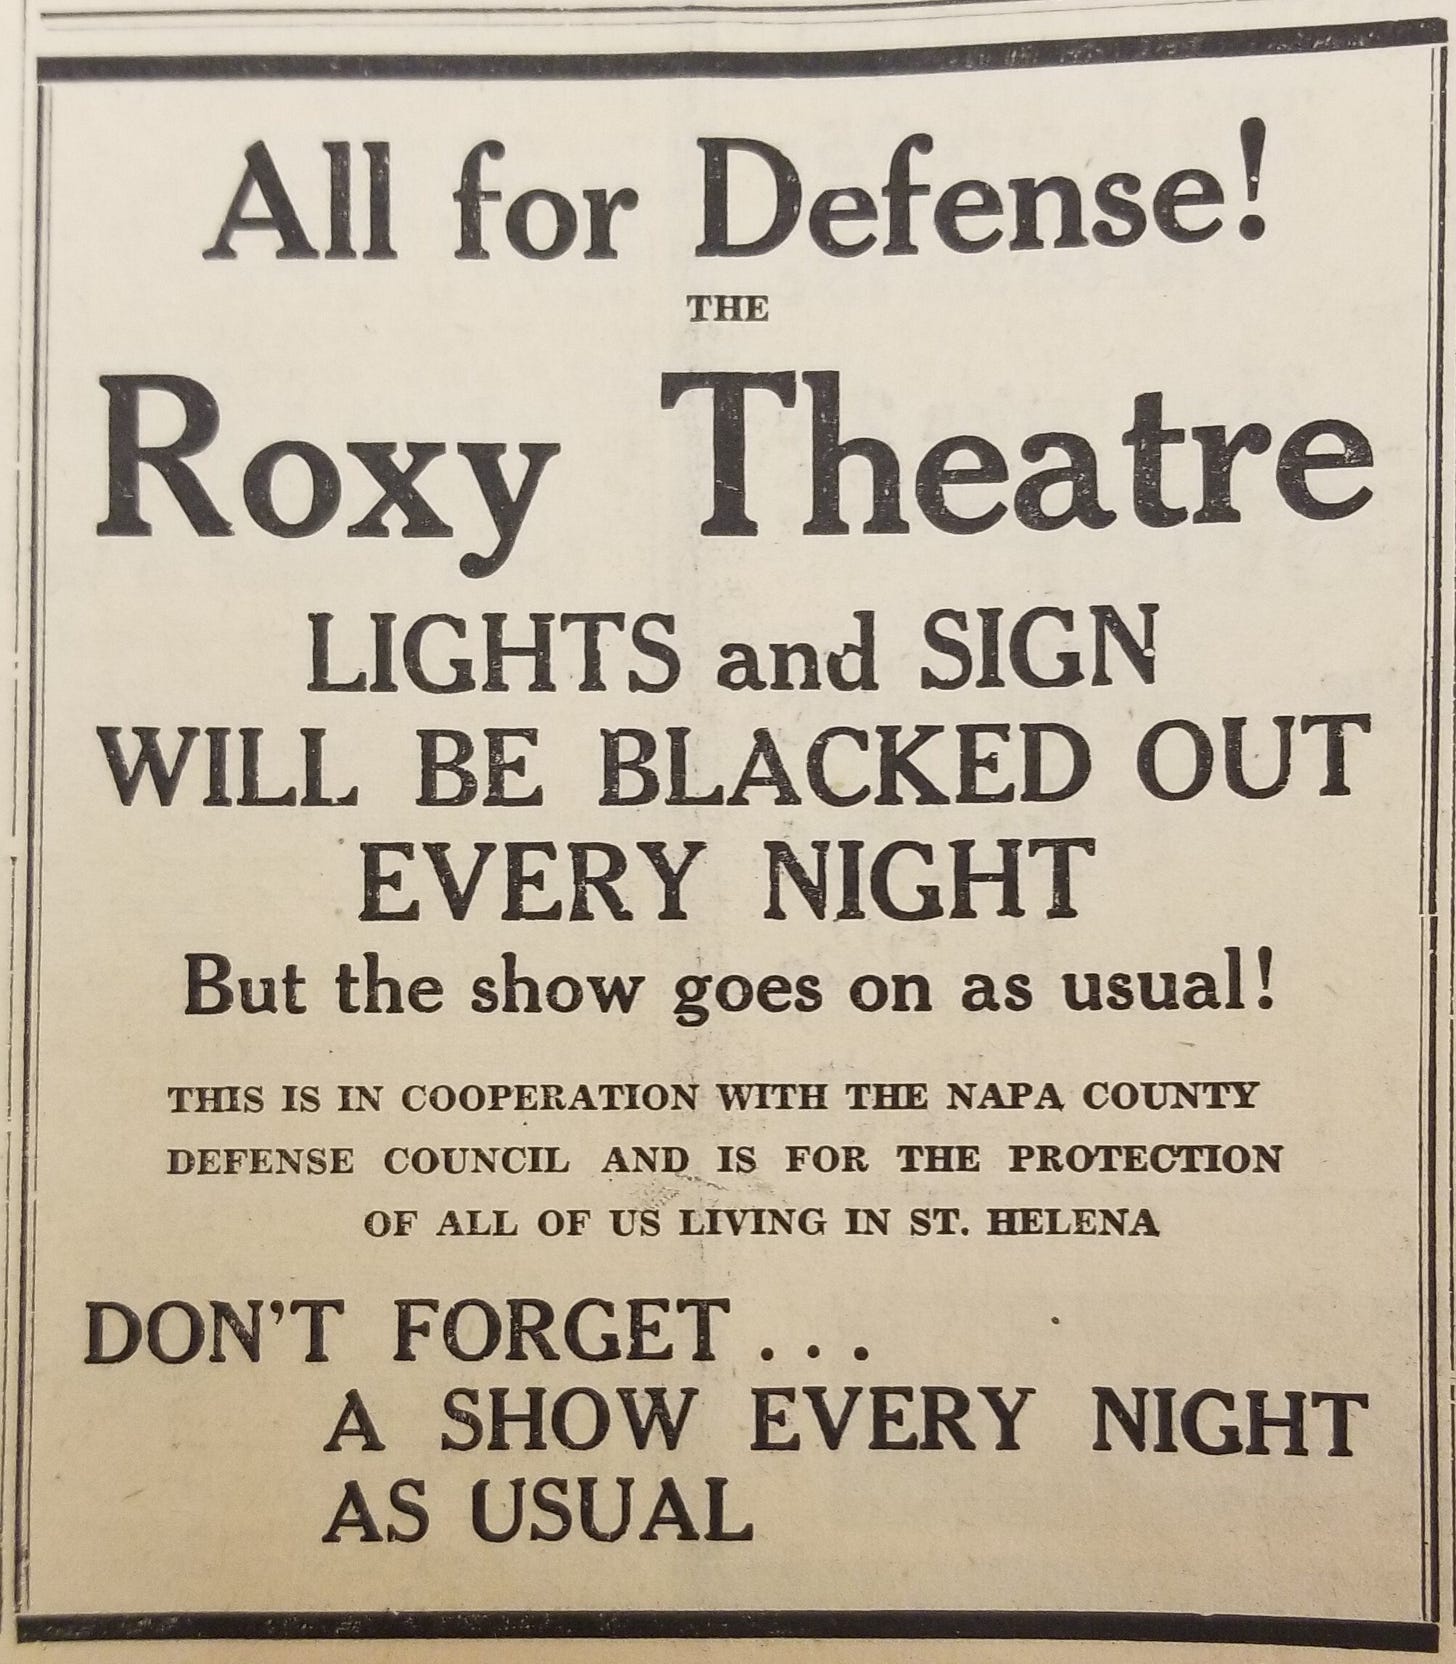 All for Defense!
THE
Roxy Theatre
LIGHTS and SIGN
WILL BE BLACKED OUT
EVERY NIGHT
But the show goes on as usual!
THIS IS IN COOPERATION WITH THE NAPA COUNTY
DEFENSE COUNCIL AND IS FOR THE PROTECTION
OF ALL OF US LIVING IN ST. HELENA
DON'T FORGET . . .
A SHOW EVERY NIGHT
AS USUAL